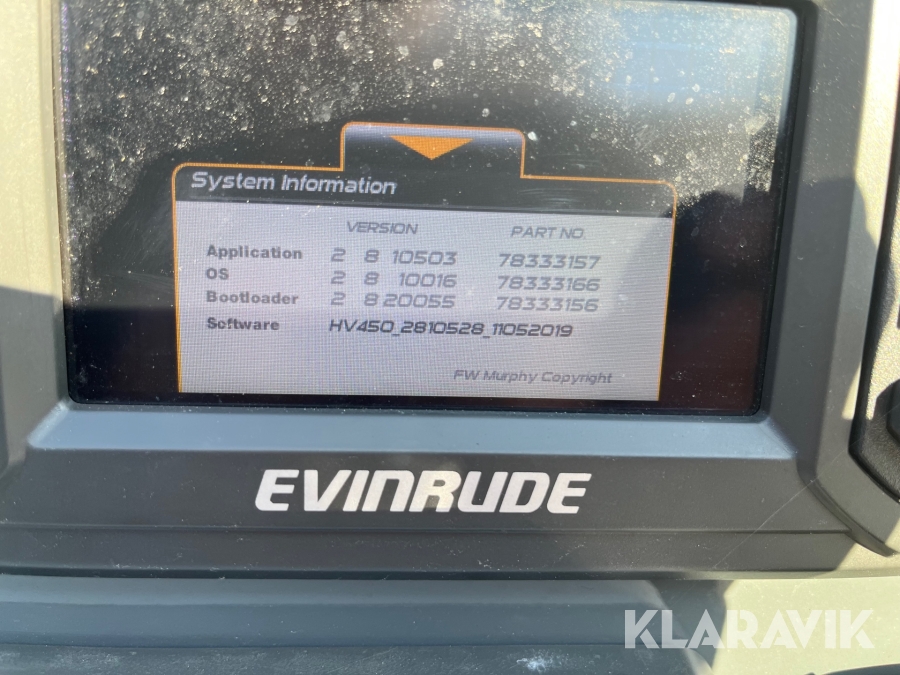 System Information
VERSION PART NO.
Application 2 8 10503 78333157
OS 2 8 10016 78333166
Bootloader 2 8 20055 78333156
Software HV450_2810528_11052019
FW Murphy Copyright
EVINRUDE
KLARAVIK